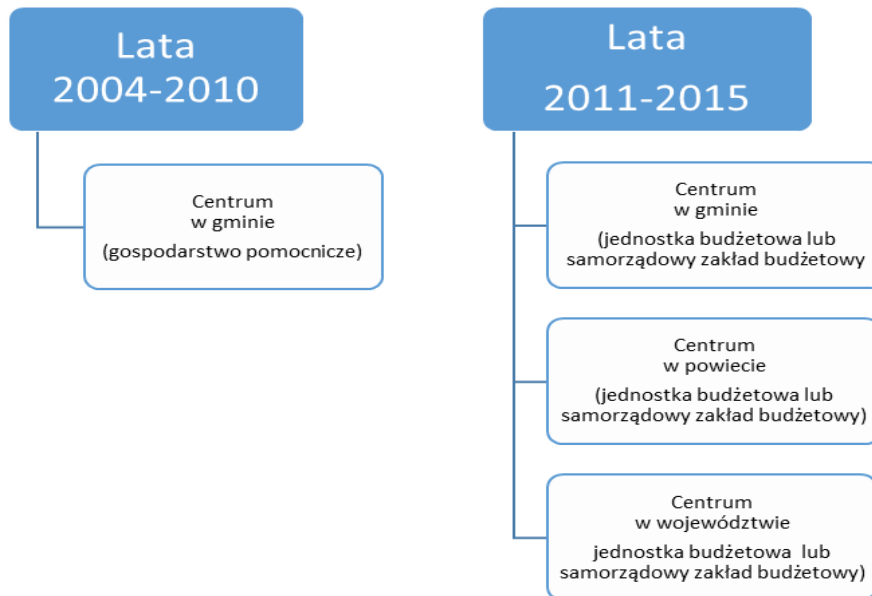 Lata
2004-2010
Centrum
w gminie
(gospodarstwo pomocnicze)
Lata
2011-2015
Centrum
w gminie
(jednostka budżetowa lub
samorządowy zakład budżetowy
Centrum
w powiecie
(jednostka budżetowa lub
samorządowy zakład budżetowy)
Centrum
w województwie
jednostka budżetowa  lub
samorządowy zakład budżetowy)